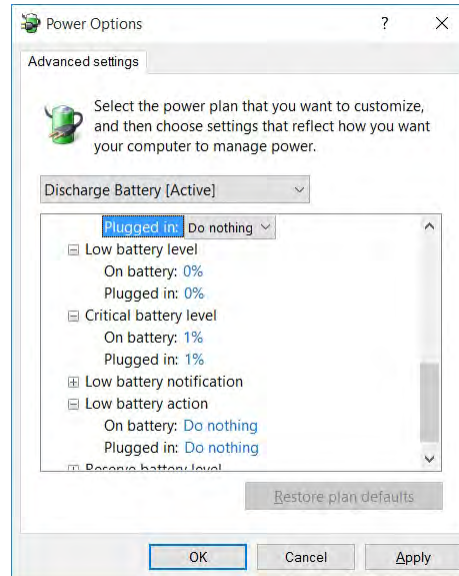 Power Options
?
Advanced settings
Select the power plan that you want to customize,
and then choose settings that reflect how you want
your computer to manage power.
Discharge Battery [Active]
Plugged in: Do nothing
Low battery level
On battery: 0%
Plugged in: 0%
Critical battery level
On battery: 1%
Plugged in: 1%
Low battery notification
Low battery action
On battery: Do nothing
Plugged in: Do nothing
Reserve battery level
Restore plan defaults
OK
Cancel
Apply